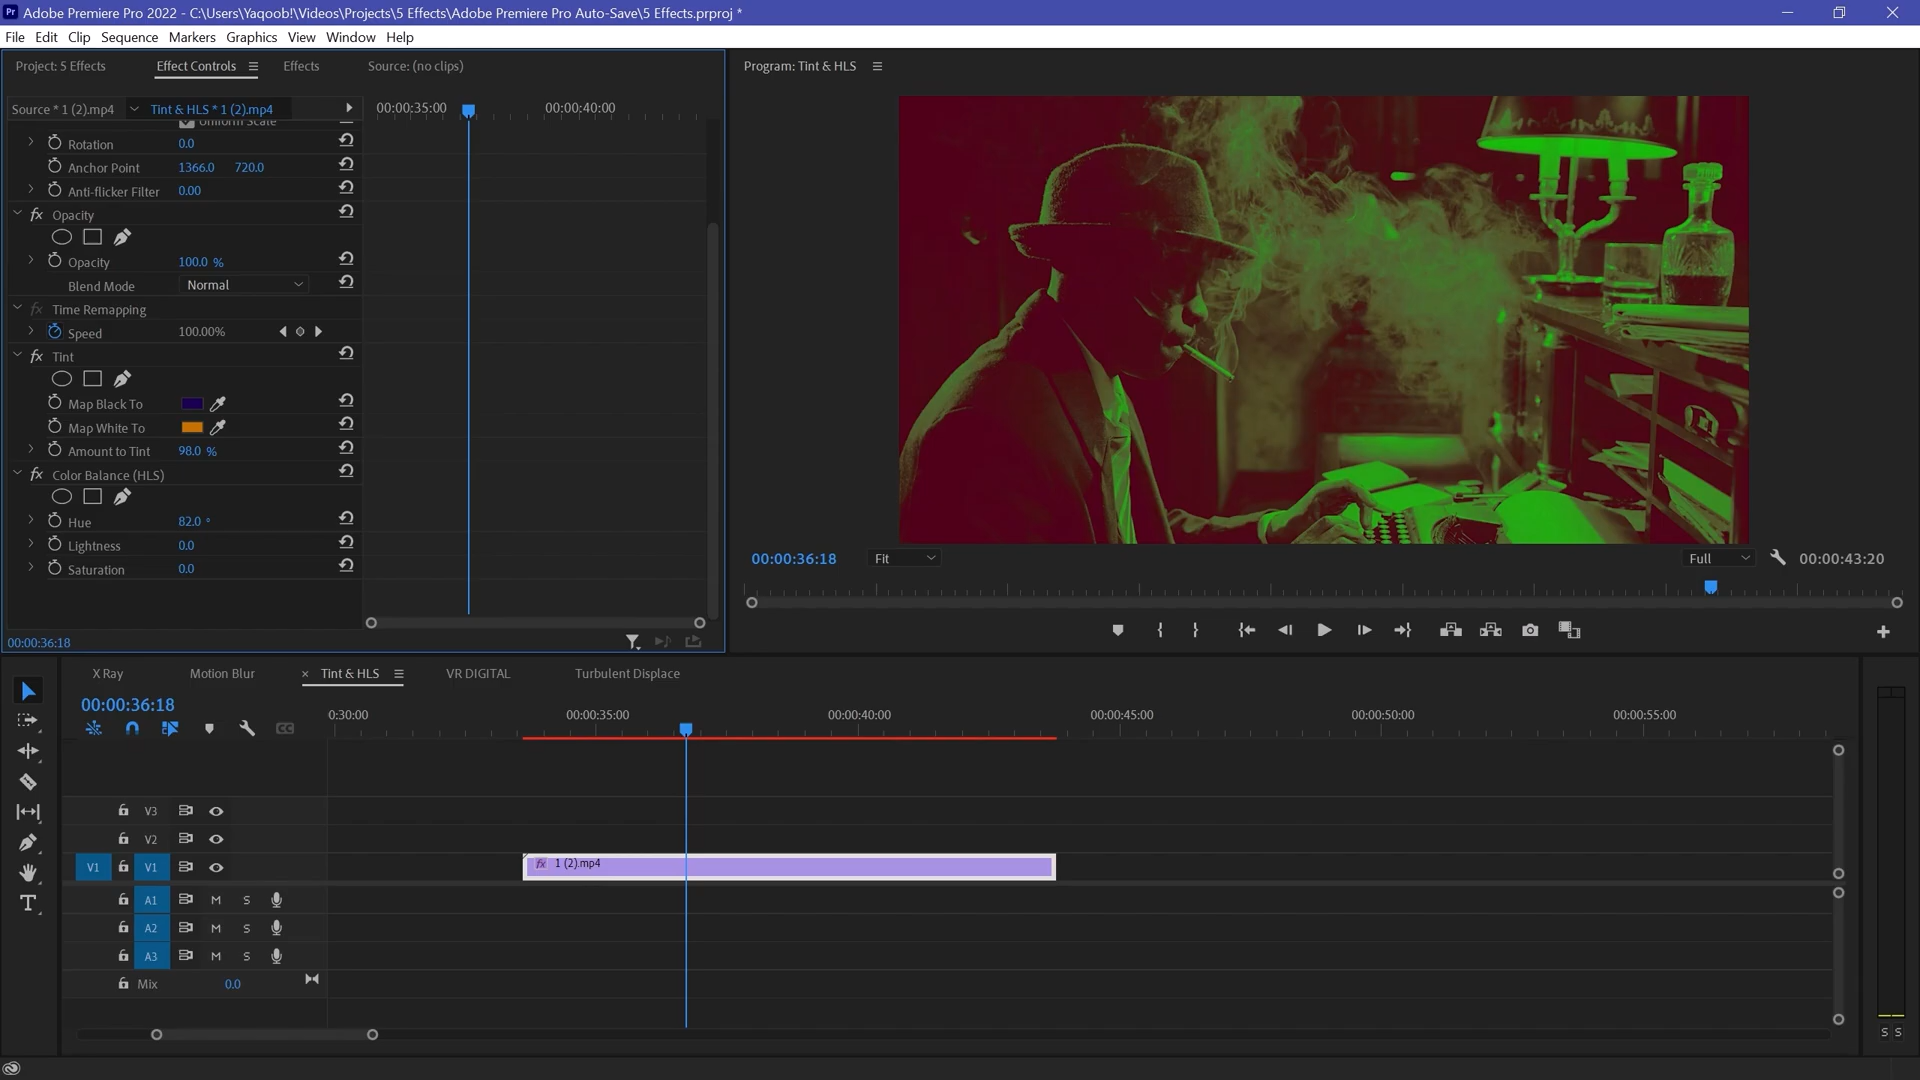 Adobe Premiere Pro 2022 - C:\Users\Yaqoob!\Videos\Projects\5 Effects\Adobe Premiere Pro Auto-Save\5 Effects.prproj *
File Edit Clip Sequence Markers Graphics View Window Help
Project: 5 Effects Effect Controls Effects Source: (no clips)
Source * 1 (2).mp4 Tint & HLS * 1 (2).mp4
00:00:35:00 00:00:40:00
Uniform Scale
Rotation 0.0
Anchor Point 1366.0 720.0
Anti-flicker Filter 0.00
fx Opacity
Opacity 100.0 %
Blend Mode Normal
fx Time Remapping
Speed 100.00%
fx Tint
Map Black To
Map White To
Amount to Tint 98.0 %
fx Color Balance (HLS)
Hue 82.0 °
Lightness 0.0
Saturation 0.0
00:00:36:18
Program: Tint & HLS
00:00:36:18 Fit Full 00:00:43:20
X Ray Motion Blur × Tint & HLS VR DIGITAL Turbulent Displace
00:00:36:18
0:30:00 00:00:35:00 00:00:40:00 00:00:45:00 00:00:50:00 00:00:55:00
V3
V2
V1 V1
fx 1 (2).mp4
A1 M S
A2 M S
A3 M S
Mix 0.0
S S